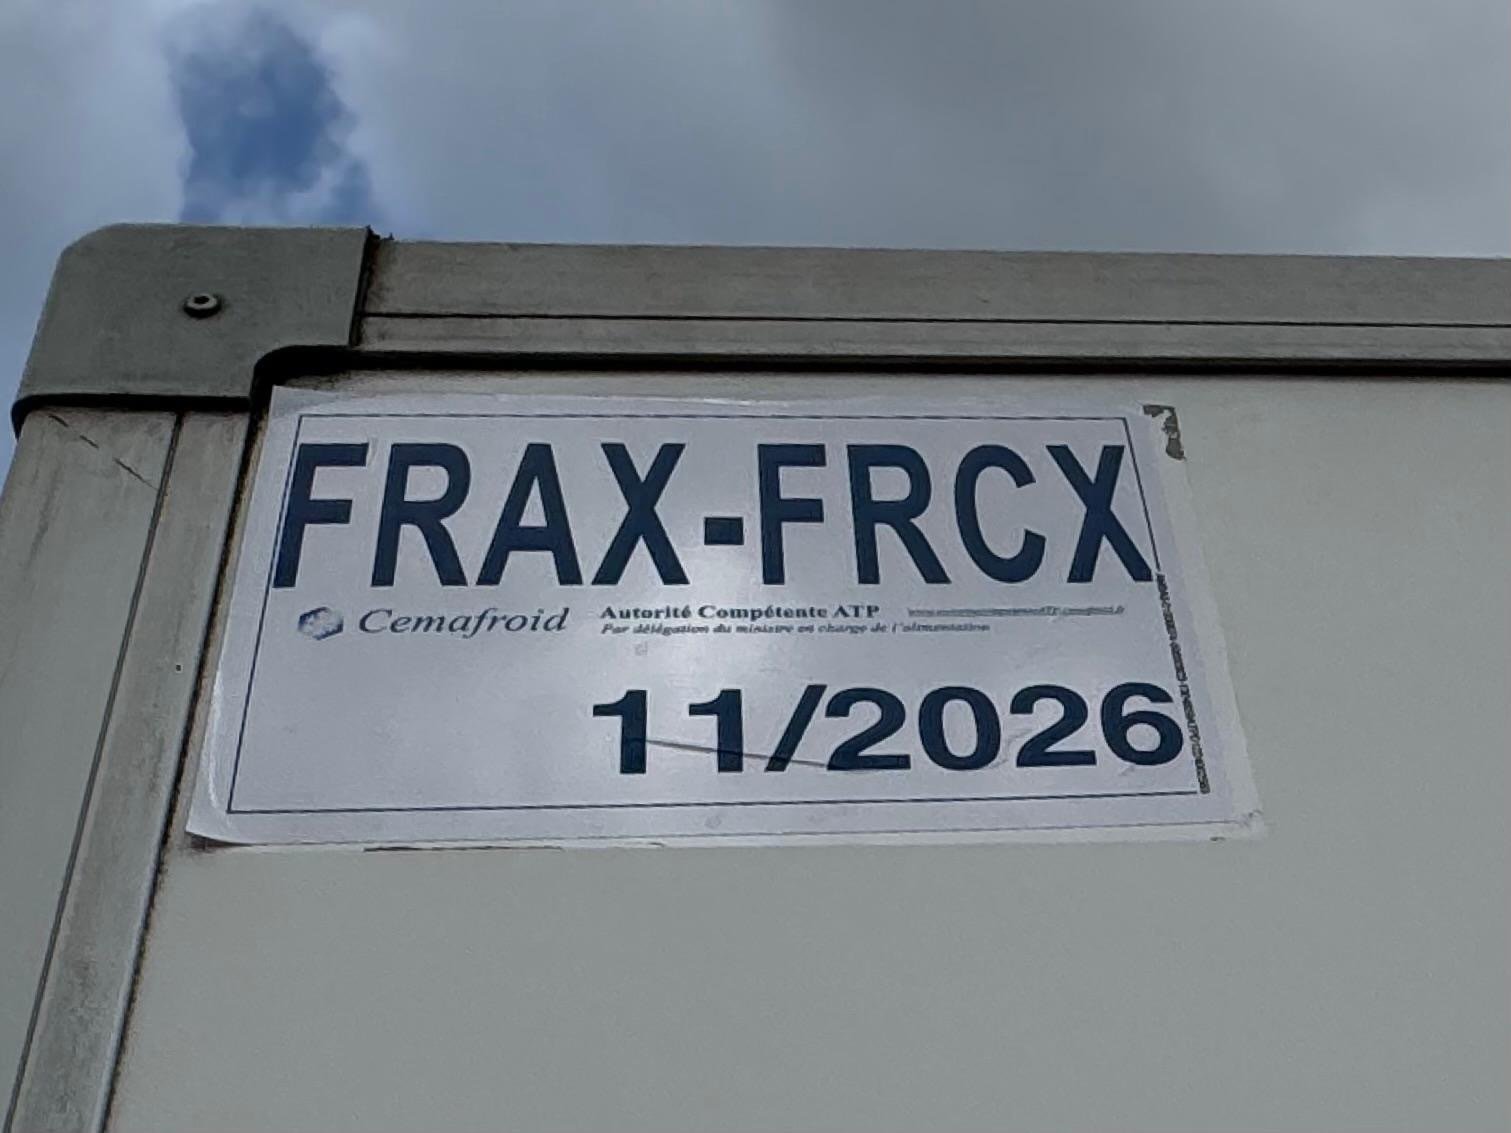 FRAX-FRCX
Cemafroid Autorité Compétente ATP
Par délégation du ministre en charge de l'alimentation
11/2026